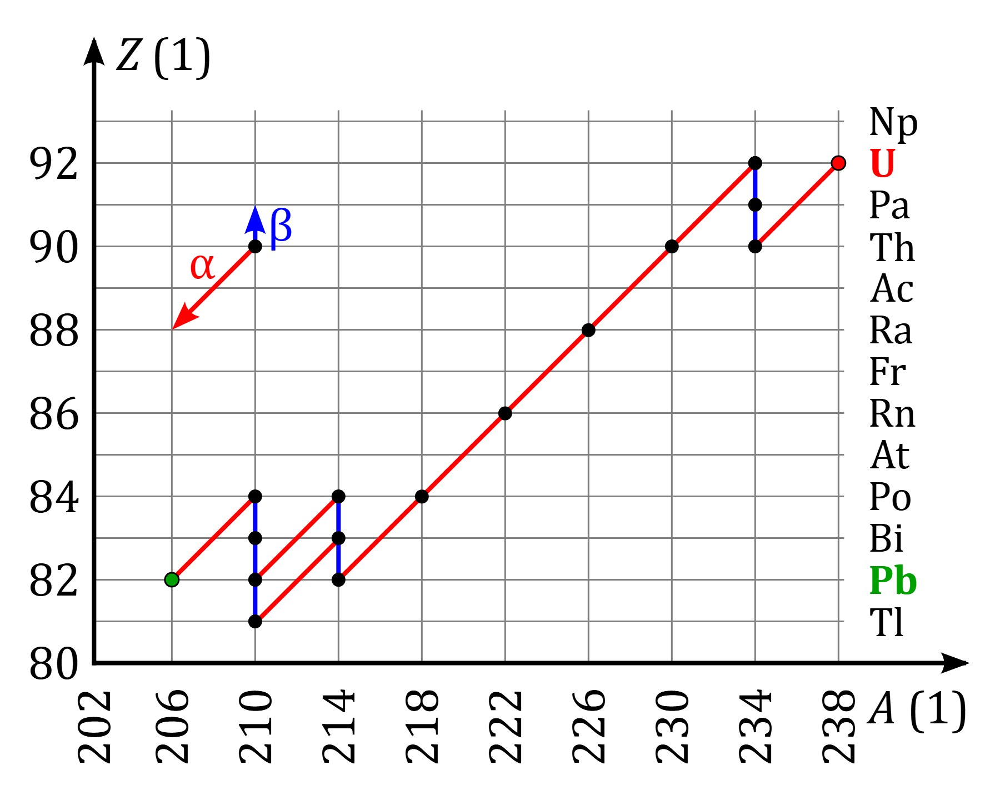 Z (1)
Np
92
U
Pa
β
90
Th
α
Ac
88
Ra
Fr
86
Rn
At
84
Po
Bi
82
Pb
Tl
80
202 206 210 214 218 222 226 230 234 238 A (1)